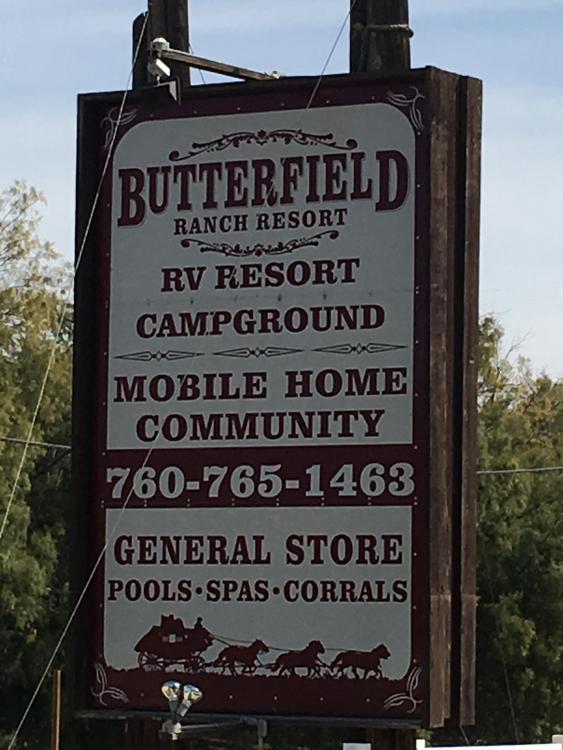 BUTTERFIELD
RANCH RESORT
RV RESORT
CAMPGROUND
MOBILE HOME
COMMUNITY
760-765-1463
GENERAL STORE
POOLS·SPAS·CORRALS